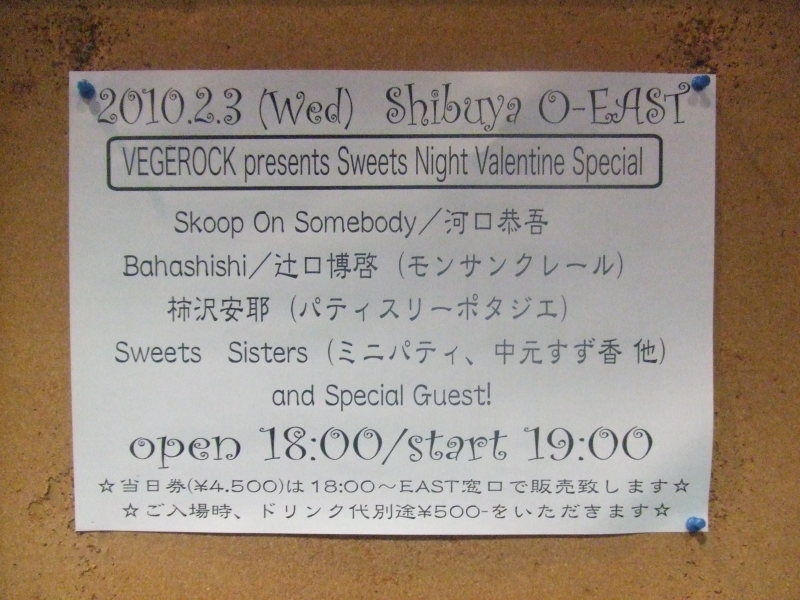 2010.2.3 (Wed) Shibuya O-EAST
VEGEROCK presents Sweets Night Valentine Special
Skoop On Somebody／河口恭吾
Bahashishi／辻口博啓（モンサンクレール）
柿沢安耶（パティスリーポタジエ）
Sweets Sisters（ミニパティ、中元すず香 他）
and Special Guest!
open 18:00/start 19:00
☆当日券(¥4.500)は18:00～EAST窓口で販売致します☆
☆ご入場時、ドリンク代別途¥500-をいただきます☆